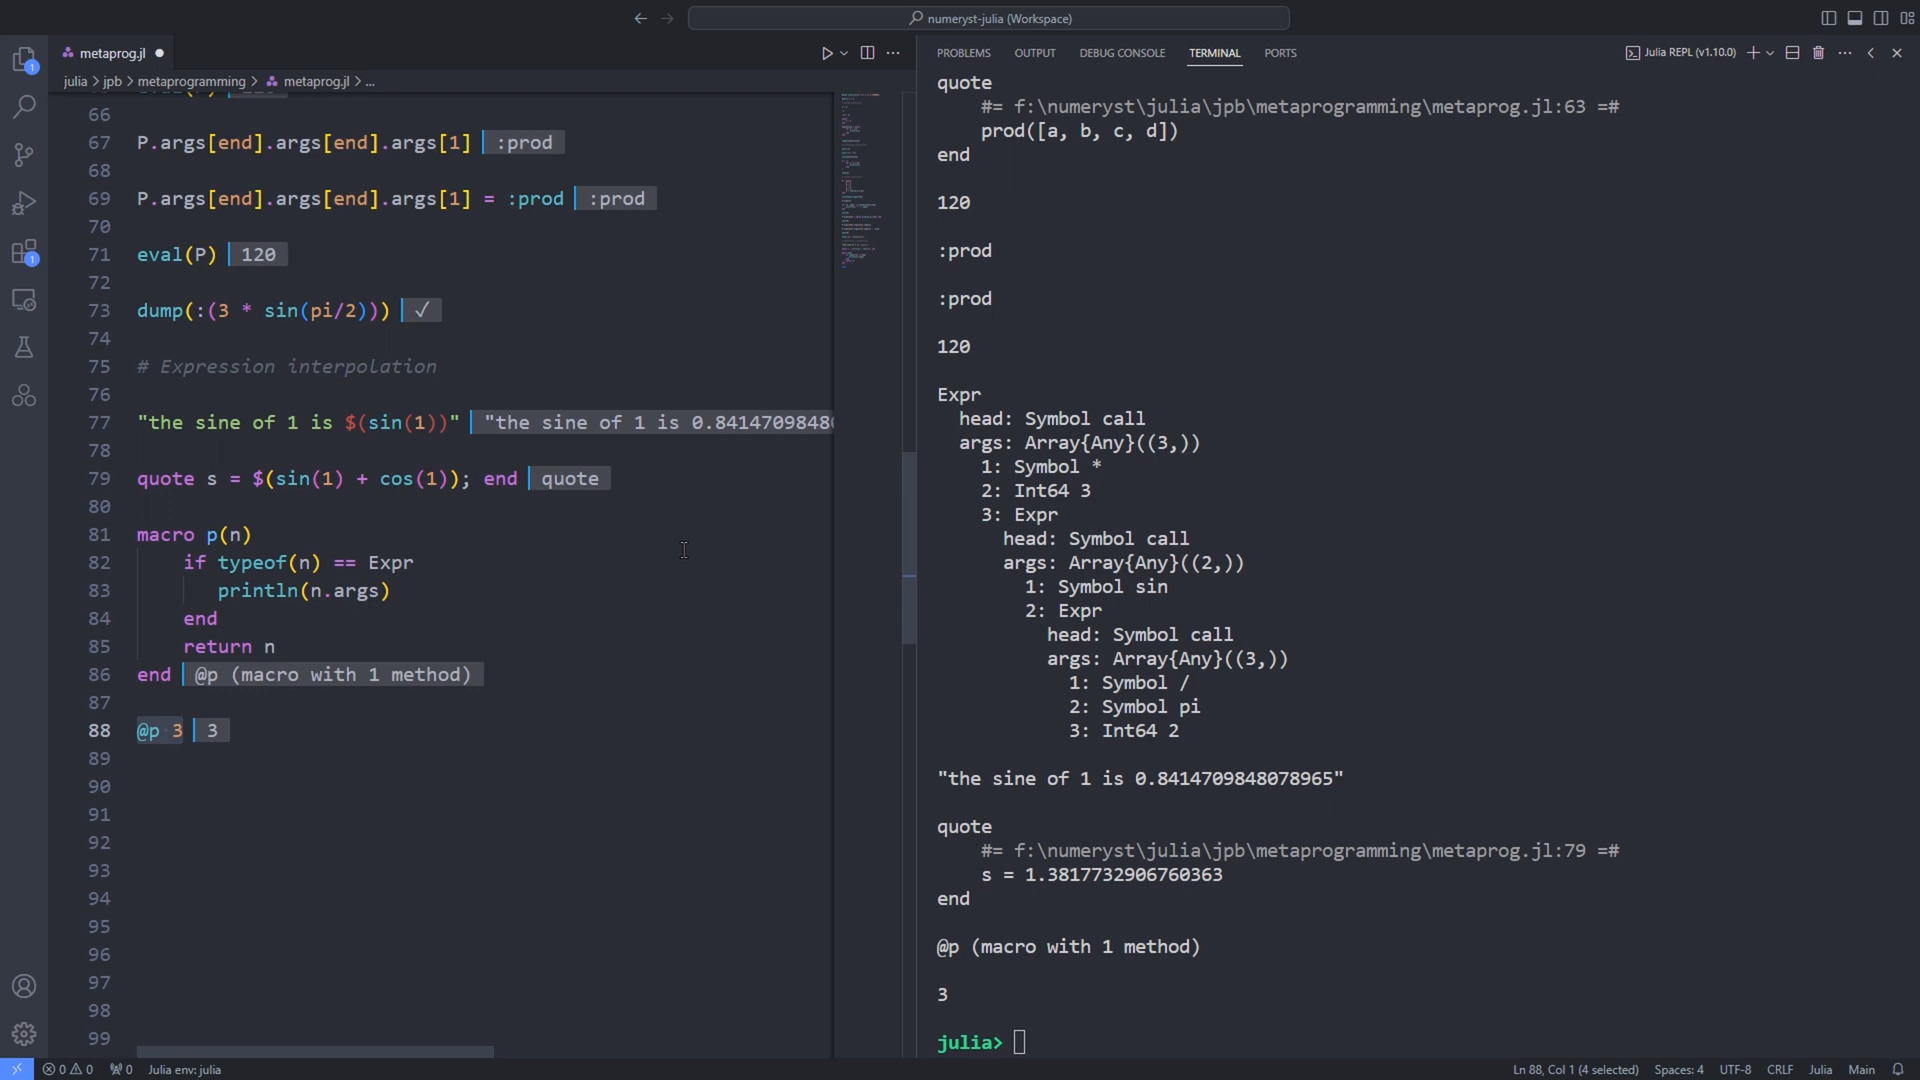 numeryst-julia (Workspace)
metaprog.jl
julia > jpb > metaprogramming > metaprog.jl > ...
66
67 P.args[end].args[end].args[1] :prod
68
69 P.args[end].args[end].args[1] = :prod :prod
70
71 eval(P) 120
72
73 dump(:(3 * sin(pi/2))) ✓
74
75 # Expression interpolation
76
77 "the sine of 1 is $(sin(1))" "the sine of 1 is 0.8414709848
78
79 quote s = $(sin(1) + cos(1)); end quote
80
81 macro p(n)
82 if typeof(n) == Expr
83 println(n.args)
84 end
85 return n
86 end @p (macro with 1 method)
87
88 @p 3 3
89
90
91
92
93
94
95
96
97
98
99
PROBLEMS OUTPUT DEBUG CONSOLE TERMINAL PORTS
Julia REPL (v1.10.0)
quote
#= f:\numeryst\julia\jpb\metaprogramming\metaprog.jl:63 =#
prod([a, b, c, d])
end
120
:prod
:prod
120
Expr
head: Symbol call
args: Array{Any}((3,))
1: Symbol *
2: Int64 3
3: Expr
head: Symbol call
args: Array{Any}((2,))
1: Symbol sin
2: Expr
head: Symbol call
args: Array{Any}((3,))
1: Symbol /
2: Symbol pi
3: Int64 2
"the sine of 1 is 0.8414709848078965"
quote
#= f:\numeryst\julia\jpb\metaprogramming\metaprog.jl:79 =#
s = 1.3817732906760363
end
@p (macro with 1 method)
3
julia>
1
1
0 0 0 Julia env: julia
Ln 88, Col 1 (4 selected) Spaces: 4 UTF-8 CRLF Julia Main